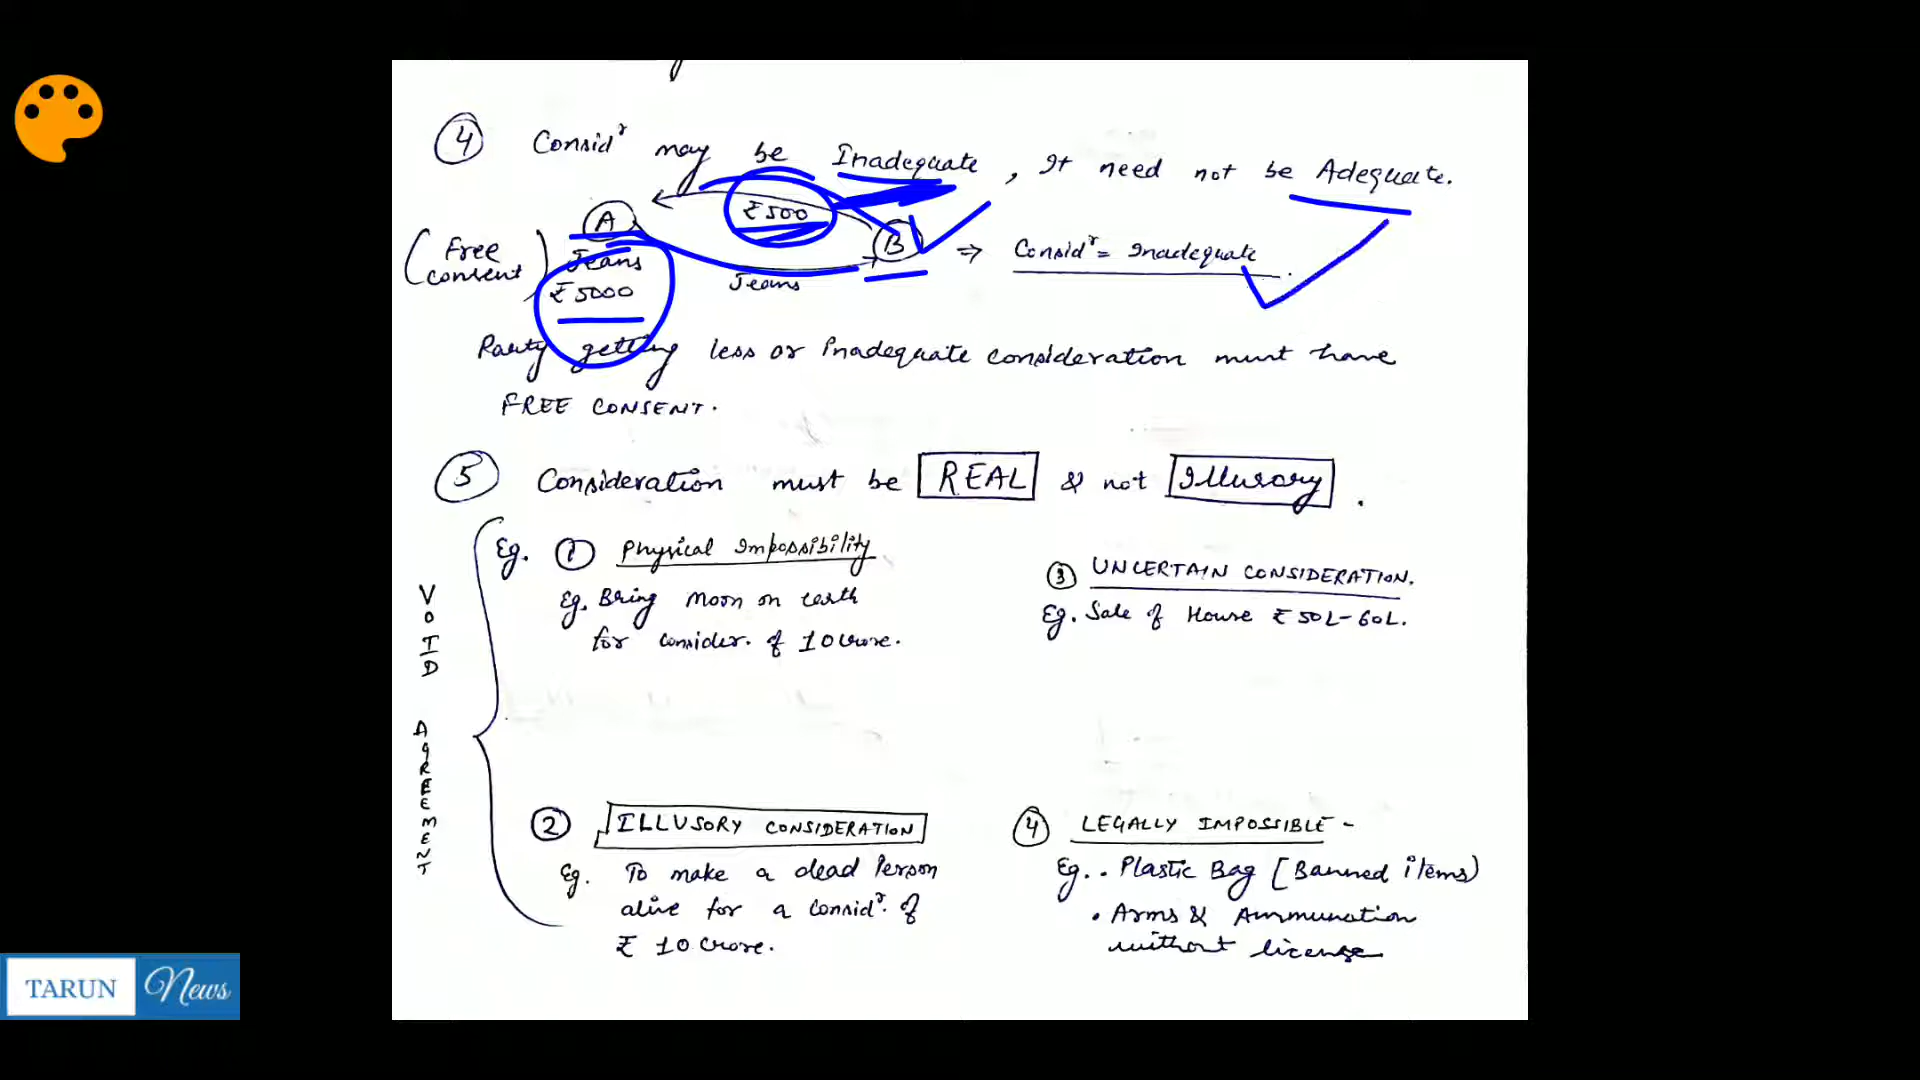 4 Considr may be Inadequate, It need not be Adequate.
A ₹500 B
(Free consent) Jeans ₹5000 Jeans ⇒ Considr = Inadequate.
Party getting less or inadequate consideration must have
FREE CONSENT.
5 Consideration must be REAL & not Illusory.
VOID AGREEMENT
Eg. 1 Physical Impossibility
Eg. Bring Moon on earth
for consider. of 10 crore.
3 UNCERTAIN CONSIDERATION.
Eg. Sale of House ₹50L-60L.
2 ILLUSORY CONSIDERATION
Eg. To make a dead Person
alive for a considr. of
₹ 10 Crore.
4 LEGALLY IMPOSSIBLE -
Eg. . Plastic Bag [Banned items)
• Arms & Ammunation
without license
TARUN News